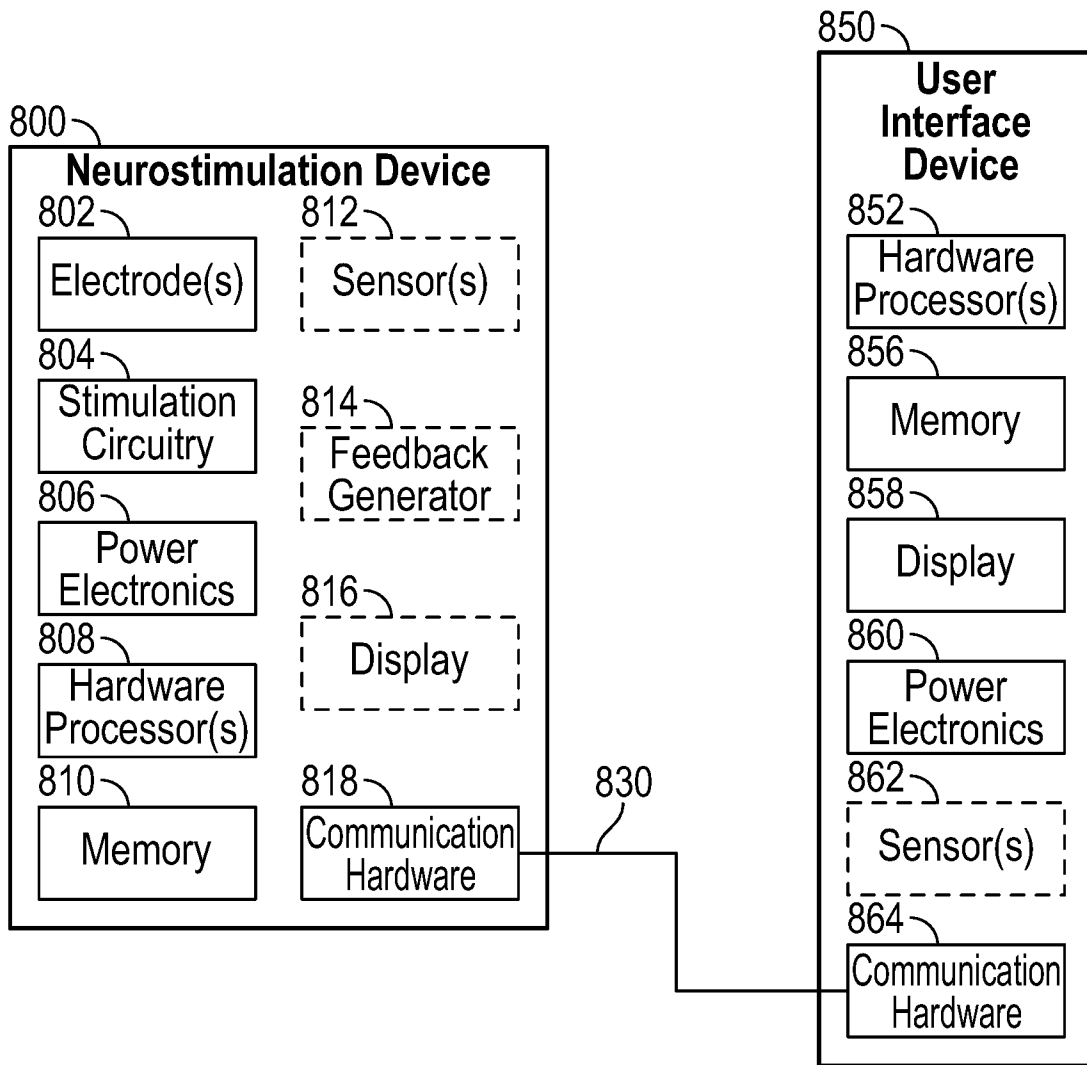 800
Neurostimulation Device
802
Electrode(s)
804
Stimulation
Circuitry
806
Power
Electronics
808
Hardware
Processor(s)
810
Memory
812
Sensor(s)
814
Feedback
Generator
816
Display
818
Communication
Hardware
830
850
User
Interface
Device
852
Hardware
Processor(s)
856
Memory
858
Display
860
Power
Electronics
862
Sensor(s)
864
Communication
Hardware